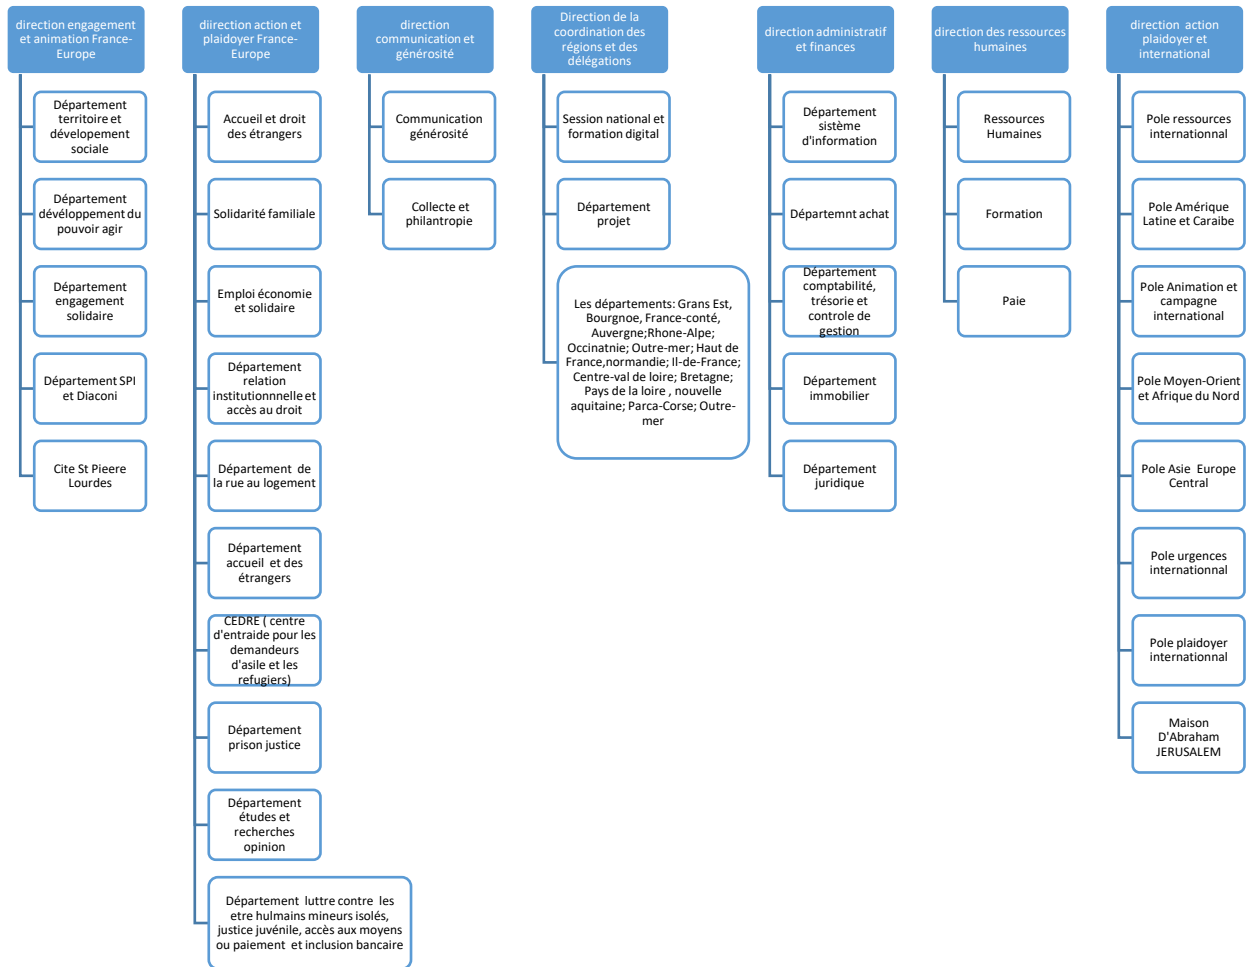 direction engagement
et animation France-
Europe
Département
territoire et
dévelopement
sociale
Département
dévéloppement du
pouvoir agir
Département
engagement
solidaire
Département SPI
et Diaconi
Cite St Pieere
Lourdes
diirection action et
plaidoyer France-
Europe
Accueil et droit
des étrangers
Solidarité familiale
Emploi économie
et solidaire
Département
relation
institutionnnelle et
accès au droit
Département de
la rue au logement
Département
accueil et des
étrangers
CEDRE ( centre
d'entraide pour les
demandeurs
d'asile et les
refugiers)
Département
prison justice
Département
études et
recherches
opinion
Département luttre contre les
etre hulmains mineurs isolés,
justice juvénile, accès aux moyens
ou paiement et inclusion bancaire
direction
communication et
générosité
Communication
générosité
Collecte et
philantropie
Direction de la
coordination des
régions et des
délégations
Session national et
formation digital
Département
projet
Les départements: Grans Est,
Bourgnoe, France-conté,
Auvergne;Rhone-Alpe;
Occinatnie; Outre-mer; Haut de
France,normandie; Il-de-France;
Centre-val de loire; Bretagne;
Pays de la loire , nouvelle
aquitaine; Parca-Corse; Outre-
mer
direction administratif
et finances
Département
sistème
d'information
Départemnt achat
Département
comptabilité,
trésorie et
controle de
gestion
Département
immobilier
Département
juridique
direction des ressources
humaines
Ressources
Humaines
Formation
Paie
direction action
plaidoyer et
international
Pole ressources
internationnal
Pole Amérique
Latine et Caraibe
Pole Animation et
campagne
international
Pole Moyen-Orient
et Afrique du Nord
Pole Asie Europe
Central
Pole urgences
internationnal
Pole plaidoyer
internationnal
Maison
D'Abraham
JERUSALEM